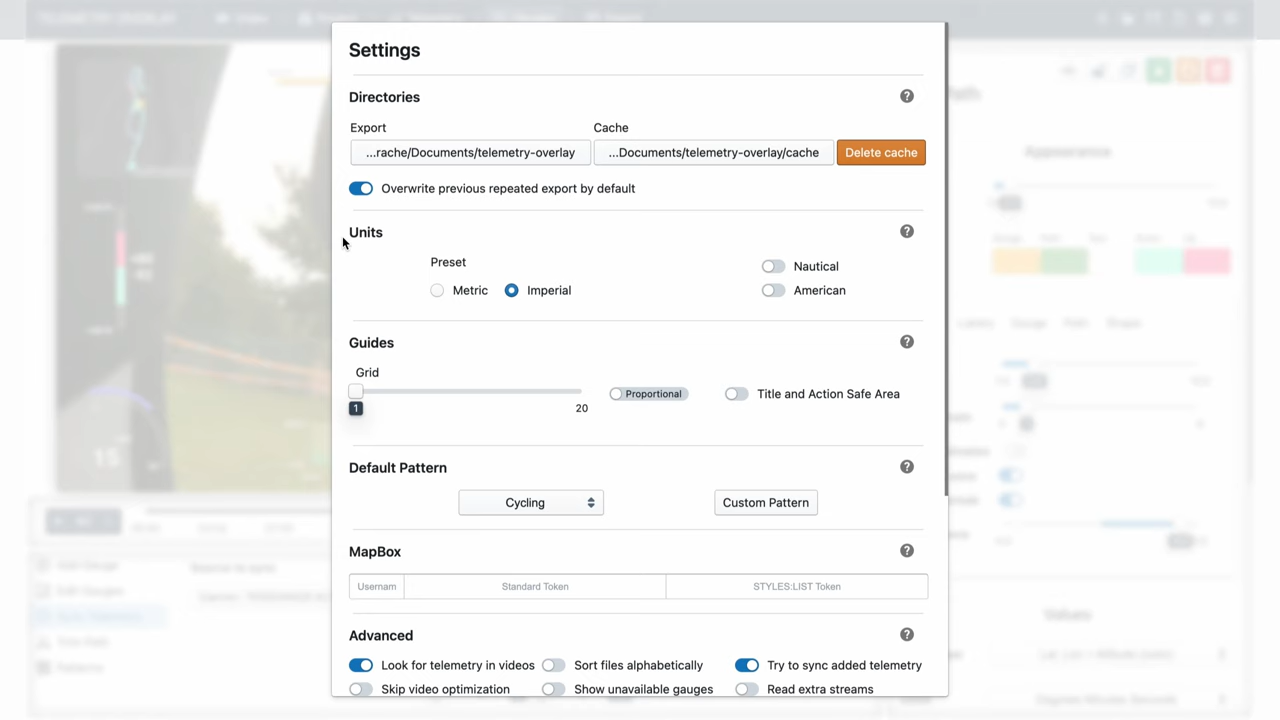 Settings
Directories
Export Cache
...rache/Documents/telemetry-overlay ...Documents/telemetry-overlay/cache Delete cache
Overwrite previous repeated export by default
Units
Preset
Nautical
Metric Imperial
American
Guides
Grid
Proportional Title and Action Safe Area
1 20
Default Pattern
Cycling Custom Pattern
MapBox
Usernam Standard Token STYLES:LIST Token
Advanced
Look for telemetry in videos Sort files alphabetically Try to sync added telemetry
Skip video optimization Show unavailable gauges Read extra streams
Appearance
Values